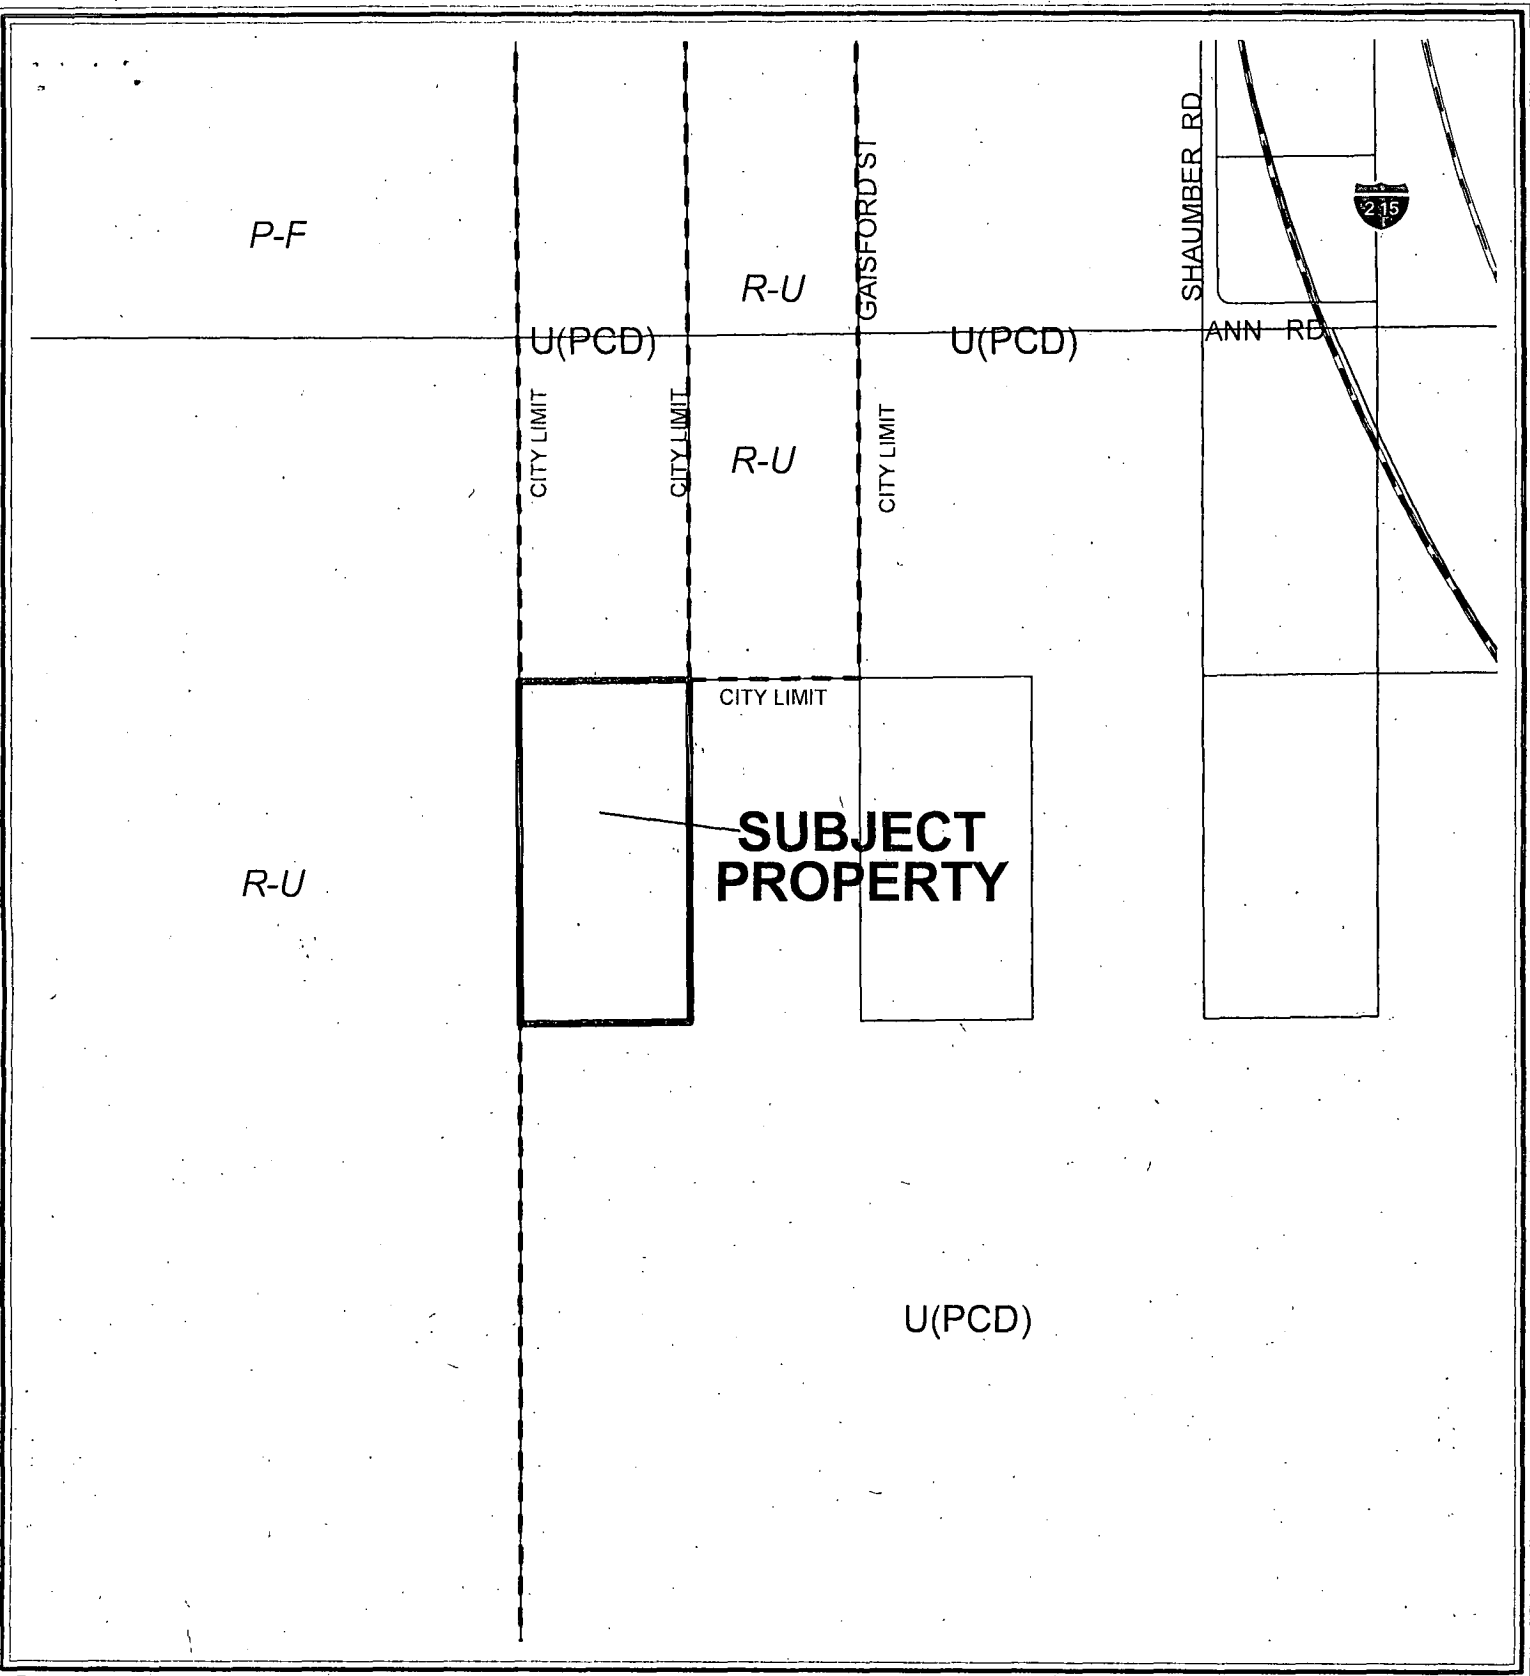 SHAUMBER RD
GAISFORD ST
215
P-F
R-U
U(PCD)
U(PCD)
ANN RD
CITY LIMIT
CITY LIMIT
R-U
CITY LIMIT
CITY LIMIT
SUBJECT
PROPERTY
R-U
U(PCD)